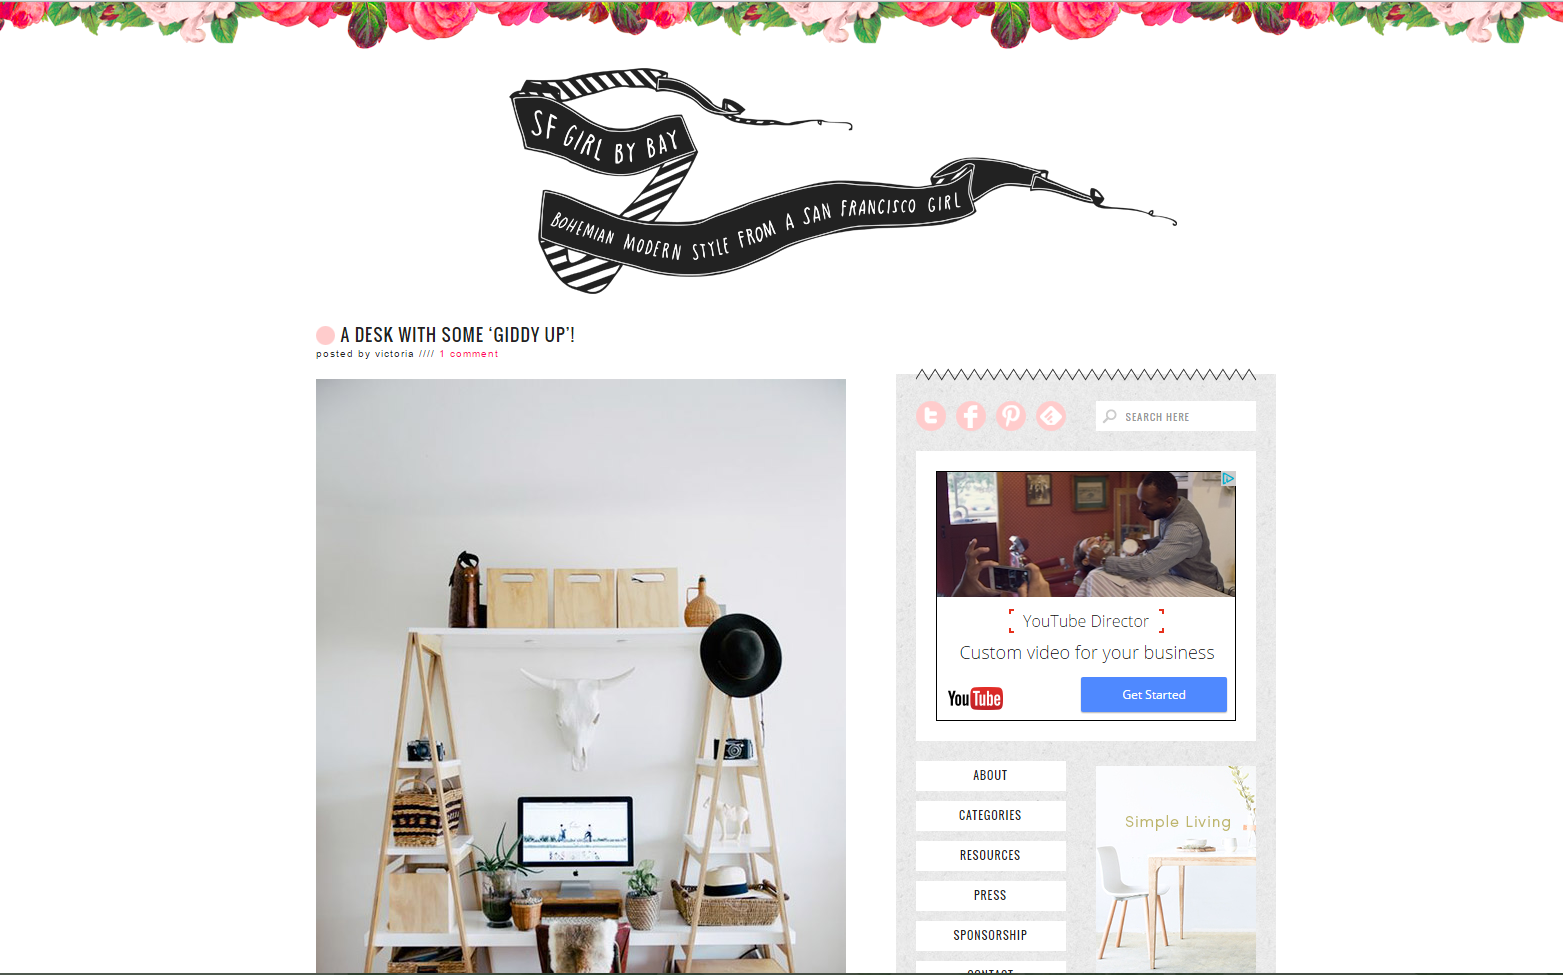 SF GIRL BY BAY
BOHEMIAN MODERN STYLE FROM A SAN FRANCISCO GIRL
A DESK WITH SOME ‘GIDDY UP’!
posted by victoria //// 1 comment
SEARCH HERE
YouTube Director
Custom video for your business
YouTube
Get Started
ABOUT
CATEGORIES
RESOURCES
PRESS
SPONSORSHIP
CONTACT
Simple Living